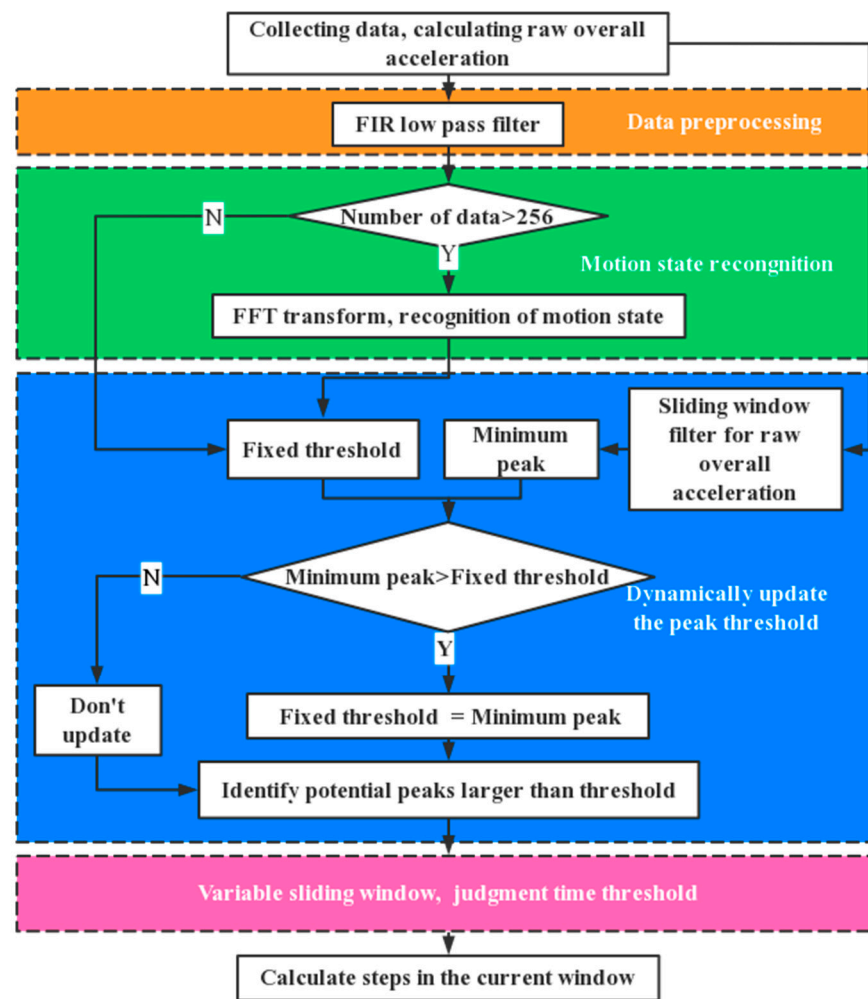 Collecting data, calculating raw overall
acceleration
FIR low pass filter
Data preprocessing
N
Number of data>256
Y
Motion state recongnition
FFT transform, recognition of motion state
Fixed threshold
Minimum
peak
Sliding window
filter for raw
overall
acceleration
N
Minimum peak>Fixed threshold
Dynamically update
the peak threshold
Y
Don't
update
Fixed threshold = Minimum peak
Identify potential peaks larger than threshold
Variable sliding window, judgment time threshold
Calculate steps in the current window